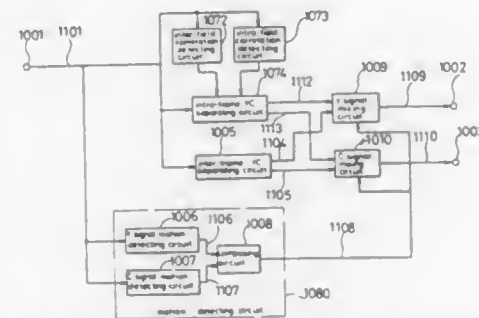 1072
1073
1001
1101
inter field
correlation
detecting
circuit
intra field
correlation
detecting
circuit
1074
1112
1009
1109
1002
intra-frame YC
separating circuit
Y signal
mixing
circuit
1113
1005
1104
1010
1110
1003
inter-frame YC
separating circuit
C signal
mixing
circuit
1105
1006
1106
1008
1108
Y signal motion
detecting circuit
circuit
1007
C signal motion
detecting circuit
1107
1080
motion detecting circuit